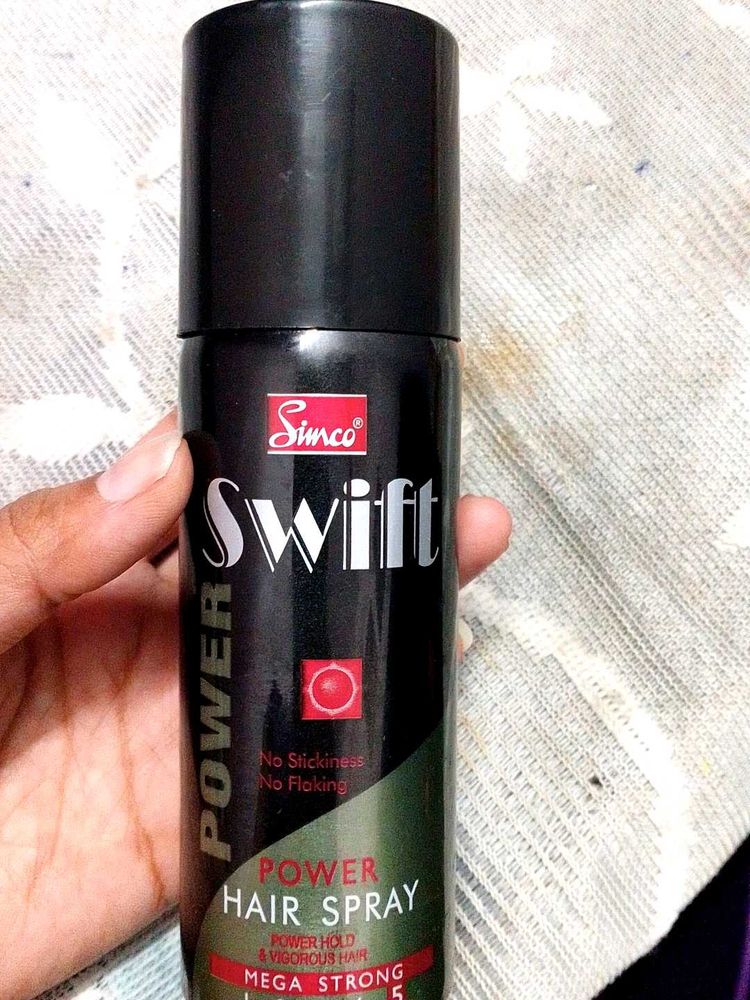 Simco®
Swift
POWER
No Stickiness
No Flaking
POWER
HAIR SPRAY
POWER HOLD
& VIGOROUS HAIR
MEGA STRONG
5